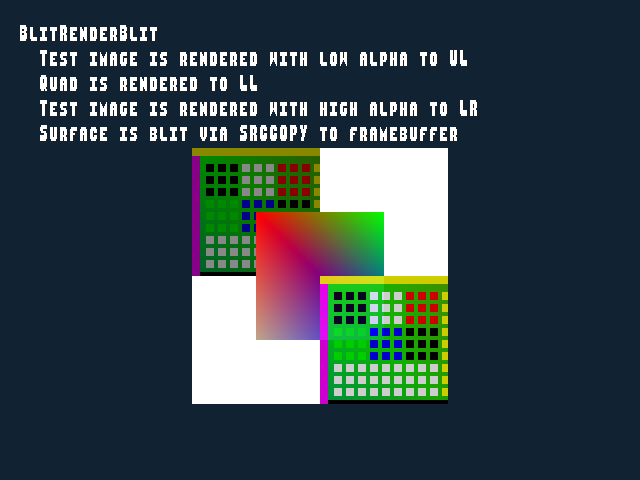 BlitRenderBlit
Test image is rendered with low alpha to UL
Quad is rendered to LL
Test image is rendered with high alpha to LR
Surface is blit via SRCCOPY to framebuffer